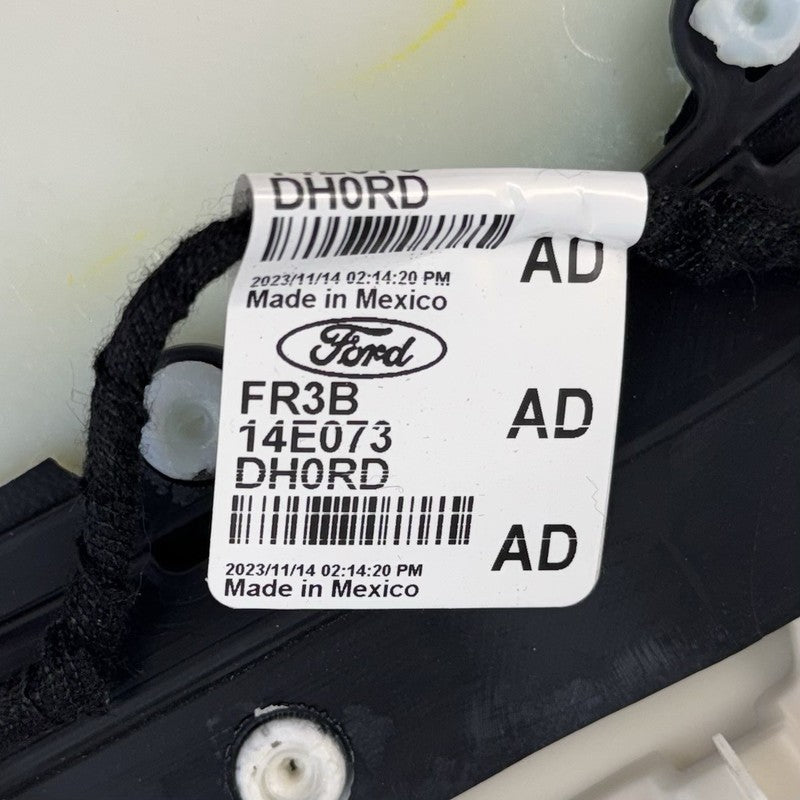 DH0RD
AD
2023/11/14 02:14:20 PM
Made in Mexico
Ford
FR3B
14E073
DH0RD
AD
AD
2023/11/14 02:14:20 PM
Made in Mexico